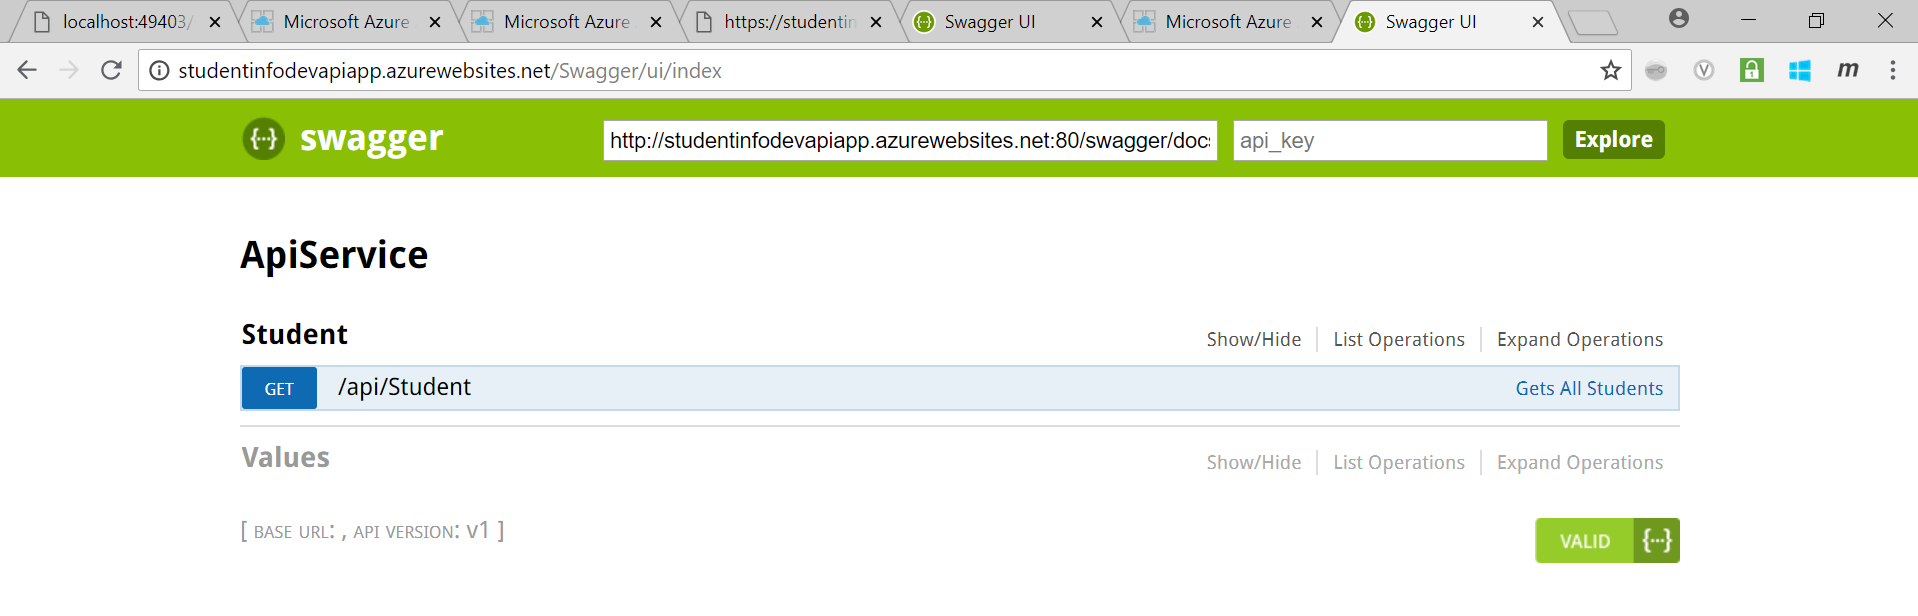 localhost:49403/ Microsoft Azure Microsoft Azure https://studentin Swagger UI Microsoft Azure Swagger UI
studentinfodevapiapp.azurewebsites.net/Swagger/ui/index V 1 m
{···} swagger http://studentinfodevapiapp.azurewebsites.net:80/swagger/docs api_key Explore
ApiService
Student Show/Hide List Operations Expand Operations
GET /api/Student Gets All Students
Values Show/Hide List Operations Expand Operations
[ BASE URL: , API VERSION: v1 ] VALID {···}